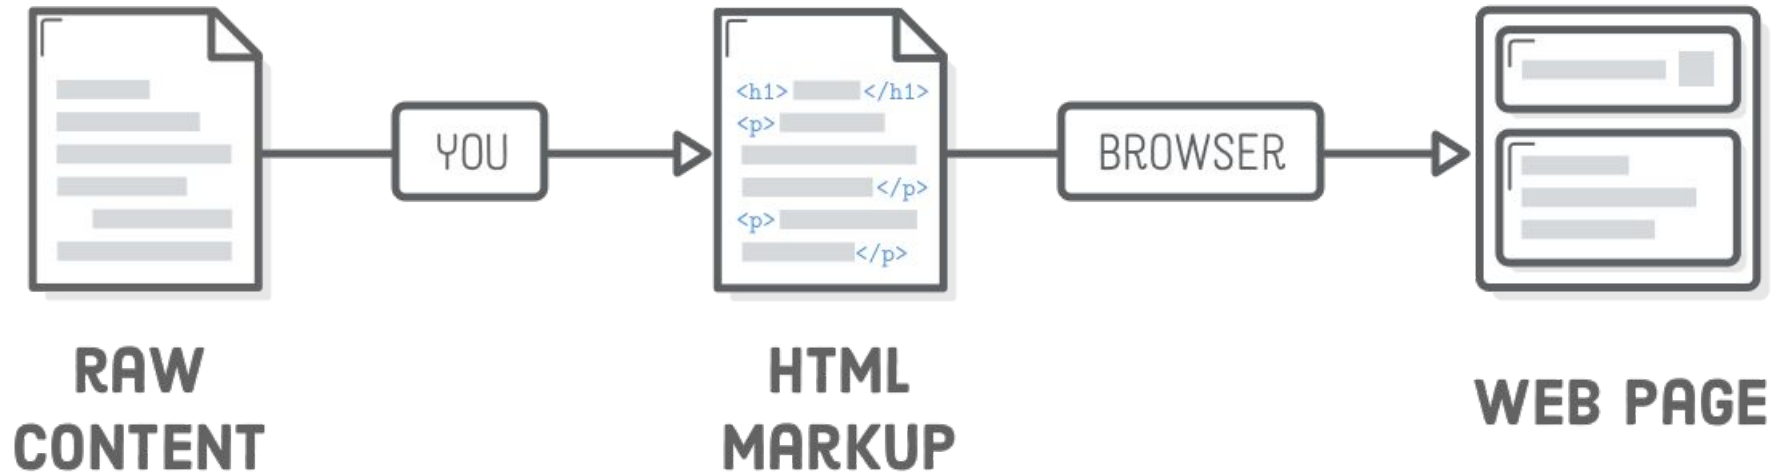 <h1> </h1>
<p>
</p>
<p>
</p>
YOU
BROWSER
RAW
CONTENT
HTML
MARKUP
WEB PAGE